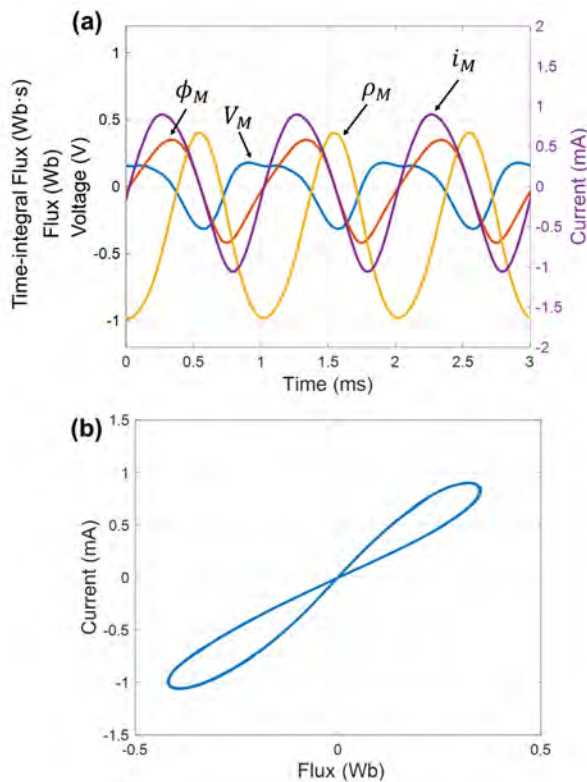 (a)
Time-integral Flux (Wb·s)
Flux (Wb)
Voltage (V)
1
0.5
0
-0.5
-1
ϕ_M
V_M
ρ_M
i_M
2
1.5
1
0.5
0
-0.5
-1
-1.5
-2
Current (mA)
0 0.5 1 1.5 2 2.5 3
Time (ms)
(b)
Current (mA)
1.5
1
0.5
0
-0.5
-1
-1.5
-0.5 0 0.5
Flux (Wb)